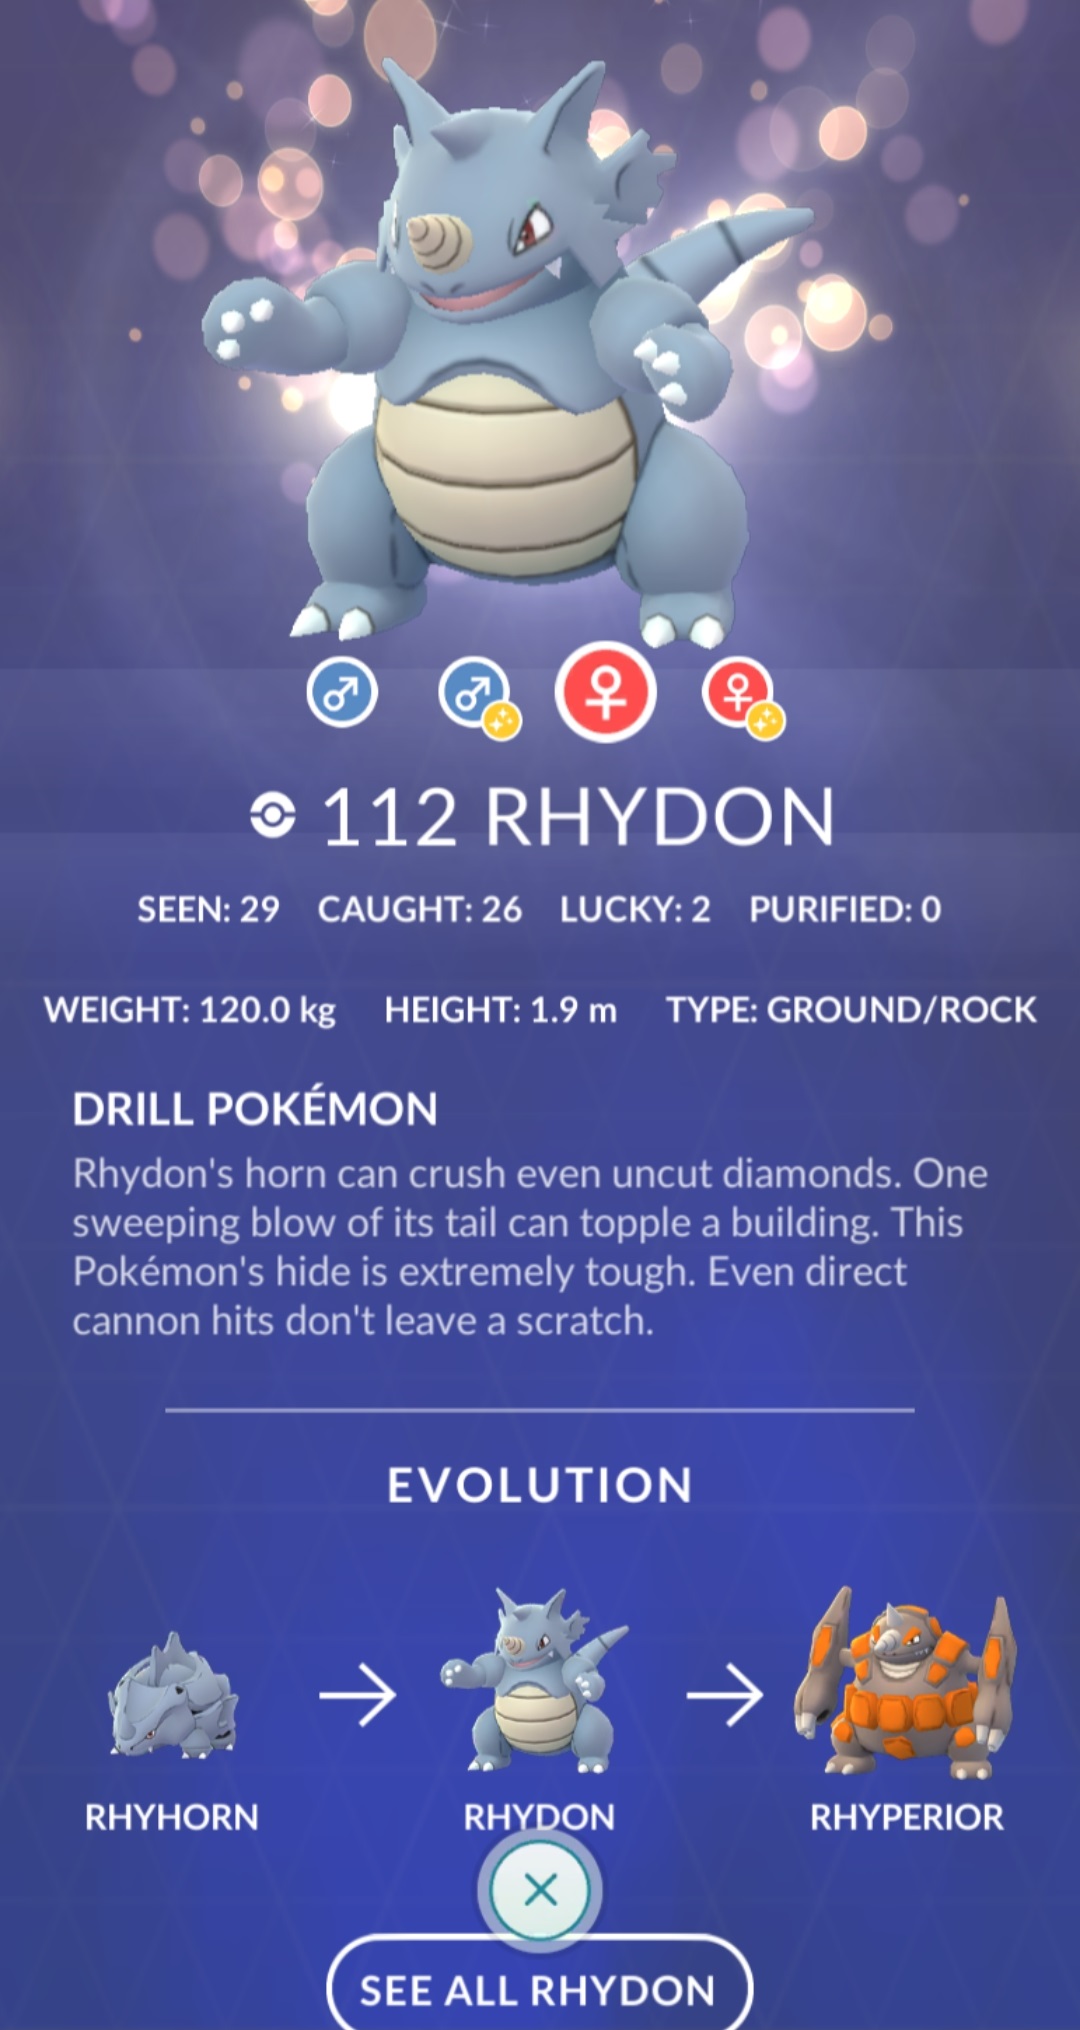 112 RHYDON
SEEN: 29 CAUGHT: 26 LUCKY: 2 PURIFIED: 0
WEIGHT: 120.0 kg HEIGHT: 1.9 m TYPE: GROUND/ROCK
DRILL POKÉMON
Rhydon's horn can crush even uncut diamonds. One
sweeping blow of its tail can topple a building. This
Pokémon's hide is extremely tough. Even direct
cannon hits don't leave a scratch.
EVOLUTION
RHYHORN RHYDON RHYPERIOR
SEE ALL RHYDON